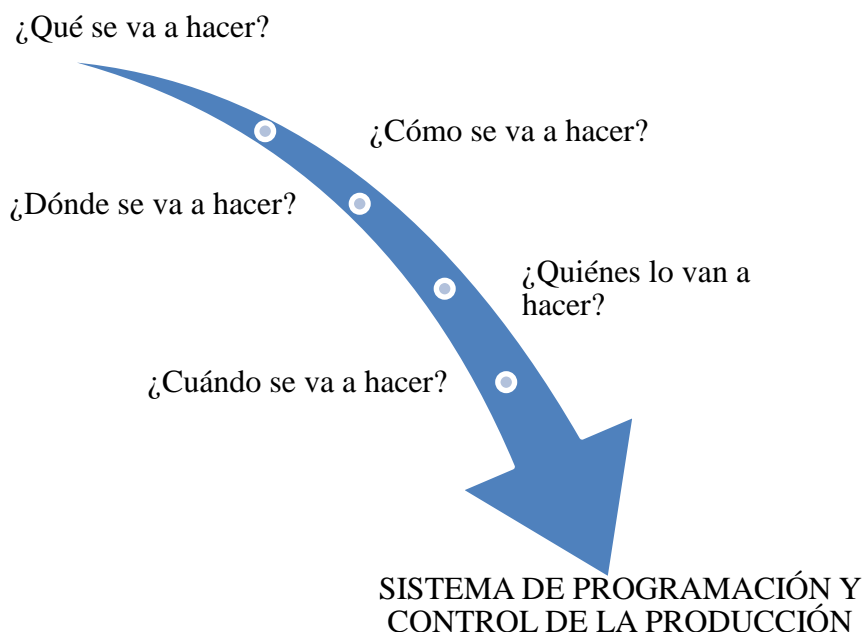 ¿Qué se va a hacer?
¿Cómo se va a hacer?
¿Dónde se va a hacer?
¿Quiénes lo van a
hacer?
¿Cuándo se va a hacer?
SISTEMA DE PROGRAMACIÓN Y
CONTROL DE LA PRODUCCIÓN